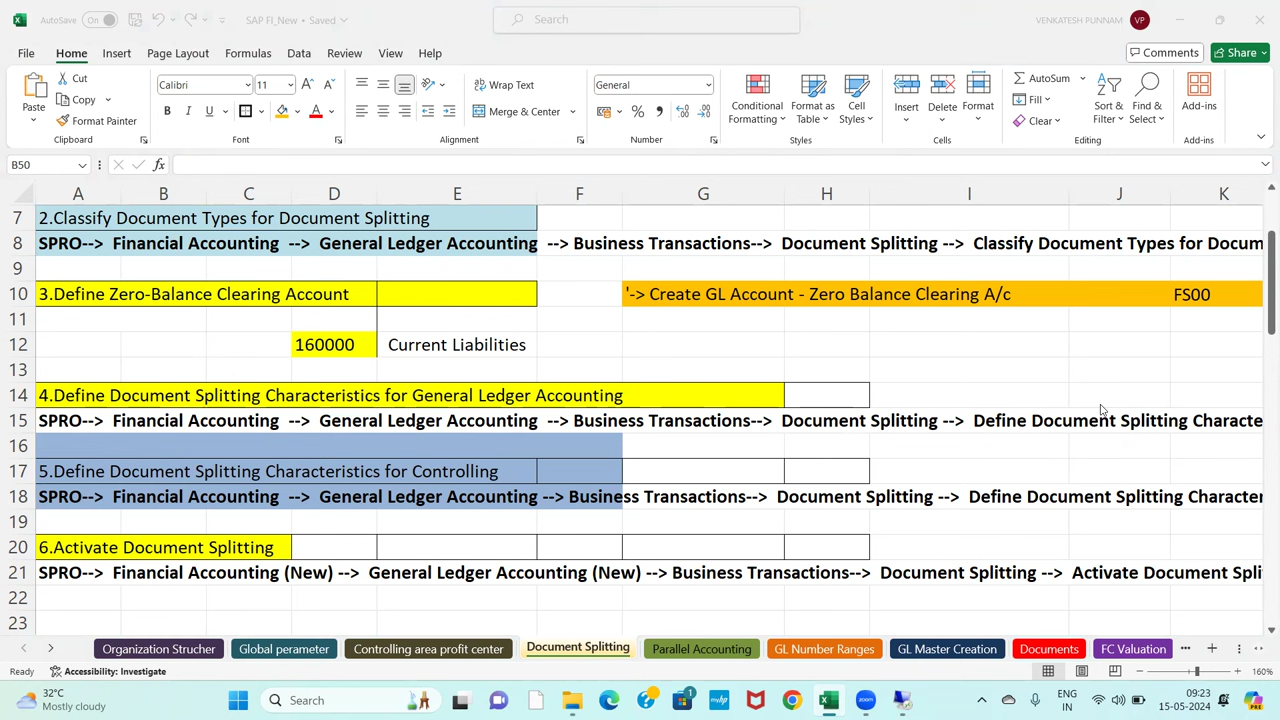 AutoSave On SAP FI_New • Saved Search VENKATESH PUNNAM VP
File Home Insert Page Layout Formulas Data Review View Help Comments Share
Paste Cut Calibri 11 Wrap Text General Conditional Formatting Format as Table Cell Styles Insert Delete Format AutoSum Sort & Filter Find & Select Add-ins
Copy Fill
Format Painter B I U Merge & Center Clear
Clipboard Font Alignment Number Styles Cells Editing Add-ins
B50 fx
A B C D E F G H I J K
7 2.Classify Document Types for Document Splitting
8 SPRO--> Financial Accounting --> General Ledger Accounting --> Business Transactions--> Document Splitting --> Classify Document Types for Docum
9
10 3.Define Zero-Balance Clearing Account '-> Create GL Account - Zero Balance Clearing A/c FS00
11
12 160000 Current Liabilities
13
14 4.Define Document Splitting Characteristics for General Ledger Accounting
15 SPRO--> Financial Accounting --> General Ledger Accounting --> Business Transactions--> Document Splitting --> Define Document Splitting Characte
16
17 5.Define Document Splitting Characteristics for Controlling
18 SPRO--> Financial Accounting --> General Ledger Accounting --> Business Transactions--> Document Splitting --> Define Document Splitting Character
19
20 6.Activate Document Splitting
21 SPRO--> Financial Accounting (New) --> General Ledger Accounting (New) --> Business Transactions--> Document Splitting --> Activate Document Spli
22
23
Organization Strucher Global perameter Controlling area profit center Document Splitting Parallel Accounting GL Number Ranges GL Master Creation Documents FC Valuation
Ready Accessibility: Investigate 160%
32°C Mostly cloudy Search zoom ENG IN 09:23 15-05-2024